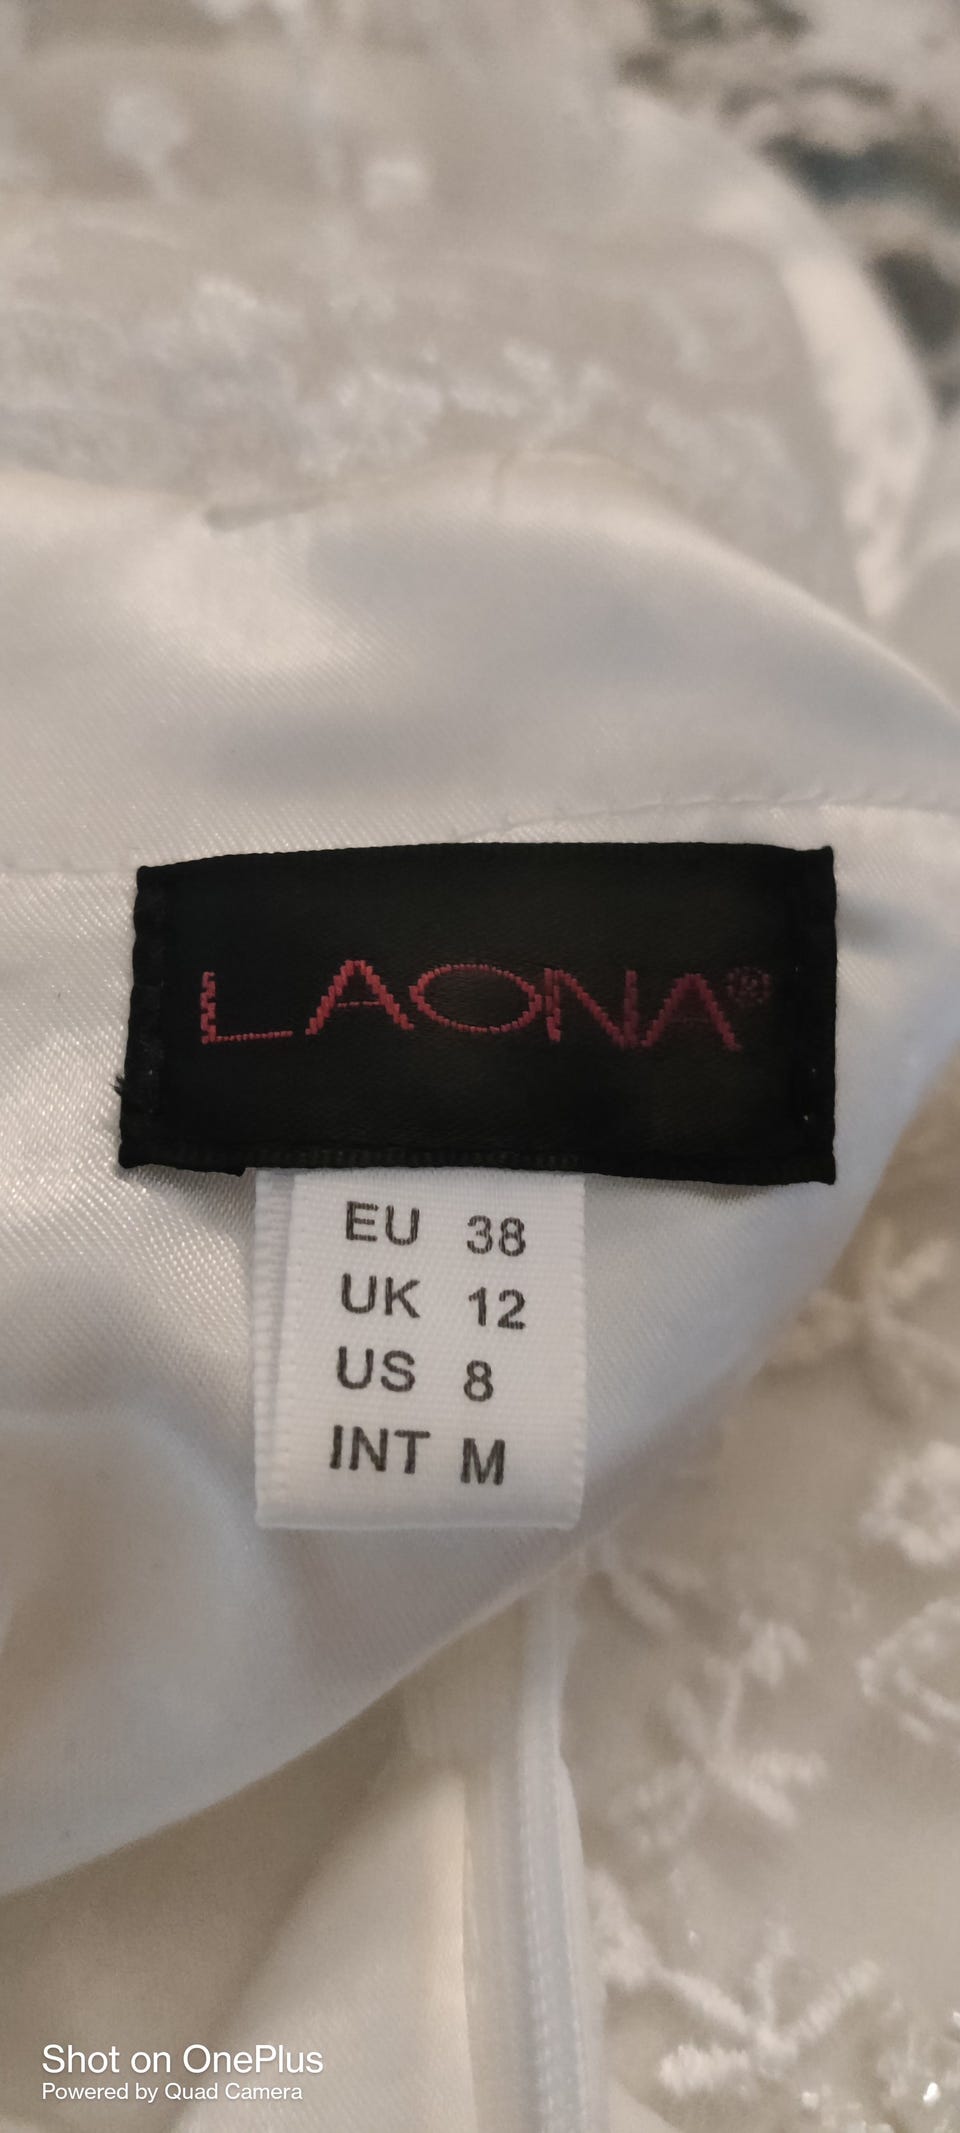 LAONA®
EU 38
UK 12
US 8
INT M
Shot on OnePlus
Powered by Quad Camera